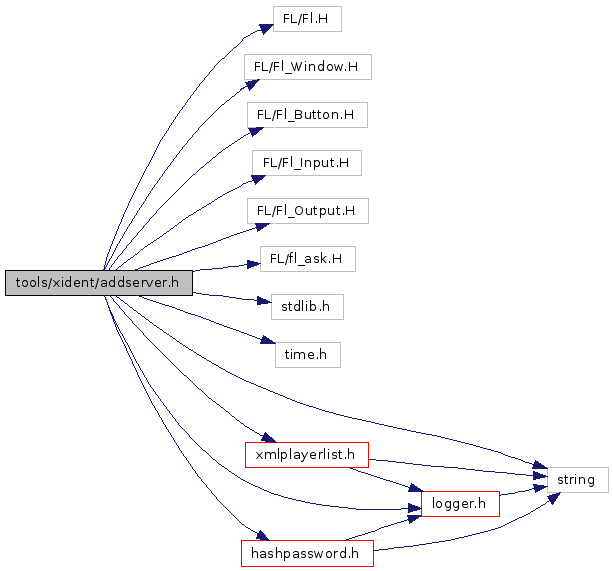 FL/Fl.H
FL/Fl_Window.H
FL/Fl_Button.H
FL/Fl_Input.H
FL/Fl_Output.H
FL/fl_ask.H
tools/xident/addserver.h
stdlib.h
time.h
xmlplayerlist.h
string
logger.h
hashpassword.h